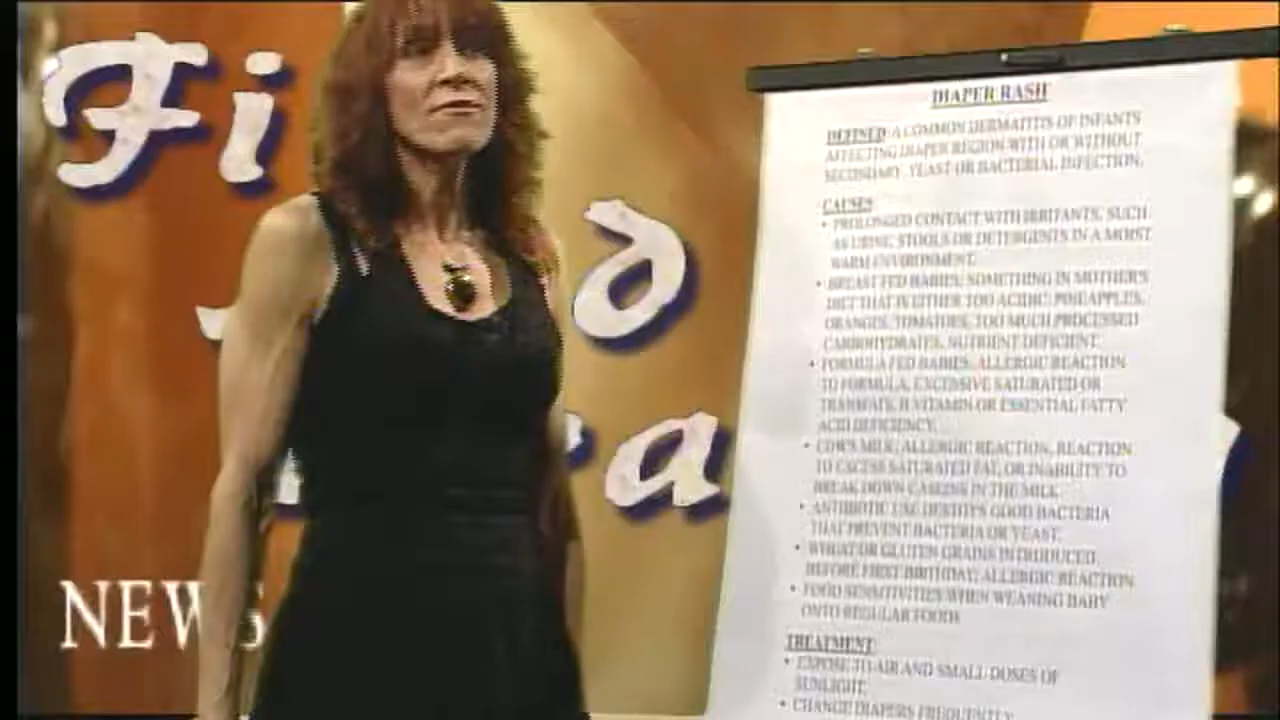 Fi
d
a
NEWS
DIAPER RASH
DEFINED: A COMMON DERMATITIS OF INFANTS
AFFECTING DIAPER REGION WITH OR WITHOUT
SECONDARY, YEAST OR BACTERIAL INFECTION.
CAUSES:
• PROLONGED CONTACT WITH IRRITANTS, SUCH
AS URINE, STOOLS OR DETERGENTS IN A MOIST
WARM ENVIRONMENT.
• BREAST FED BABIES; SOMETHING IN MOTHER'S
DIET THAT IS EITHER TOO ACIDIC: PINEAPPLES,
ORANGES, TOMATOES, TOO MUCH PROCESSED
CARBOHYDRATES, NUTRIENT DEFICIENT.
• FORMULA FED BABIES; ALLERGIC REACTION
TO FORMULA, EXCESSIVE SATURATED OR
TRANSFATS, B VITAMIN OR ESSENTIAL FATTY
ACID DEFICIENCY.
• COW'S MILK; ALLERGIC REACTION, REACTION
TO EXCESS SATURATED FAT, OR INABILITY TO
BREAK DOWN CASEINS IN THE MILK.
• ANTIBIOTIC USE DESTROYS GOOD BACTERIA
THAT PREVENT BACTERIA OR YEAST.
• WHEAT OR GLUTEN GRAINS INTRODUCED
BEFORE FIRST BIRTHDAY; ALLERGIC REACTION
• FOOD SENSITIVITIES WHEN WEANING BABY
ONTO REGULAR FOODS
TREATMENT:
• EXPOSE TO AIR AND SMALL DOSES OF
SUNLIGHT.
• CHANGE DIAPERS FREQUENTLY